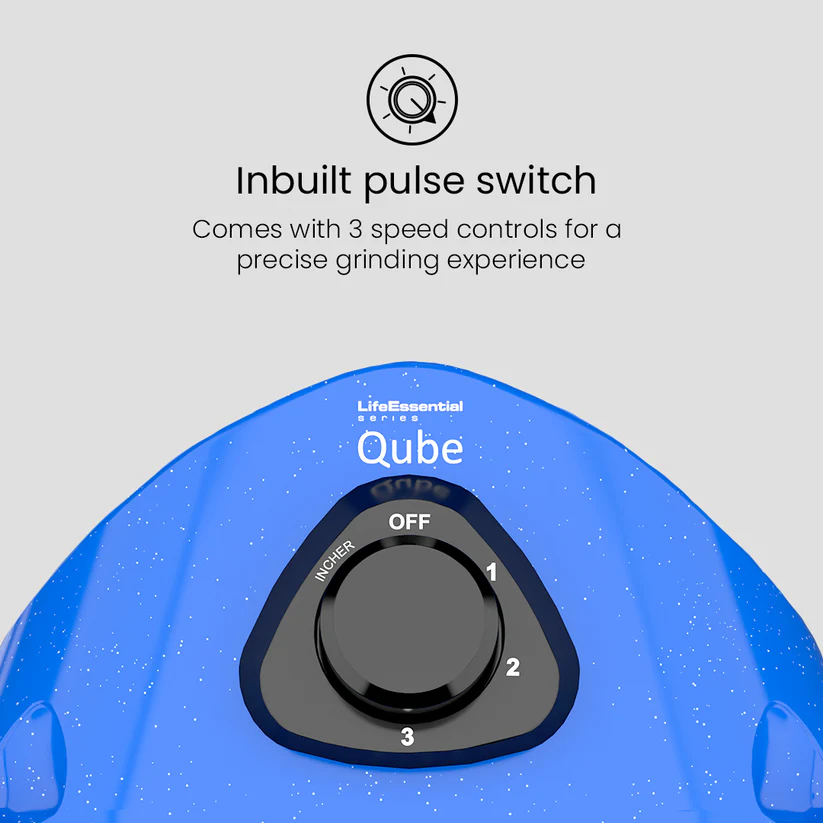 Inbuilt pulse switch
Comes with 3 speed controls for a
precise grinding experience
LifeEssential
series
Qube
OFF
INCHER
1
2
3